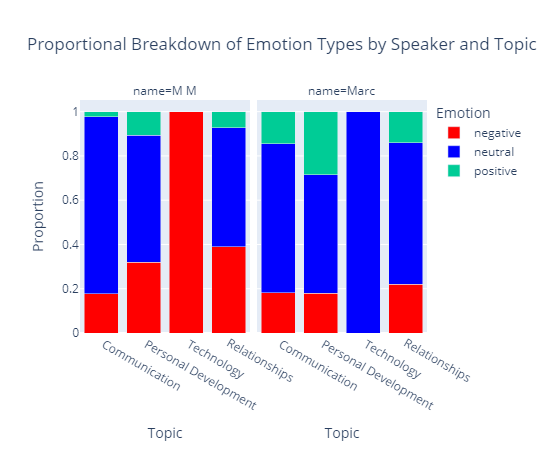 Proportional Breakdown of Emotion Types by Speaker and Topic
name=M M
name=Marc
Emotion
negative
neutral
positive
Proportion
1
0.8
0.6
0.4
0.2
0
Communication
Personal Development
Technology
Relationships
Communication
Personal Development
Technology
Relationships
Topic
Topic